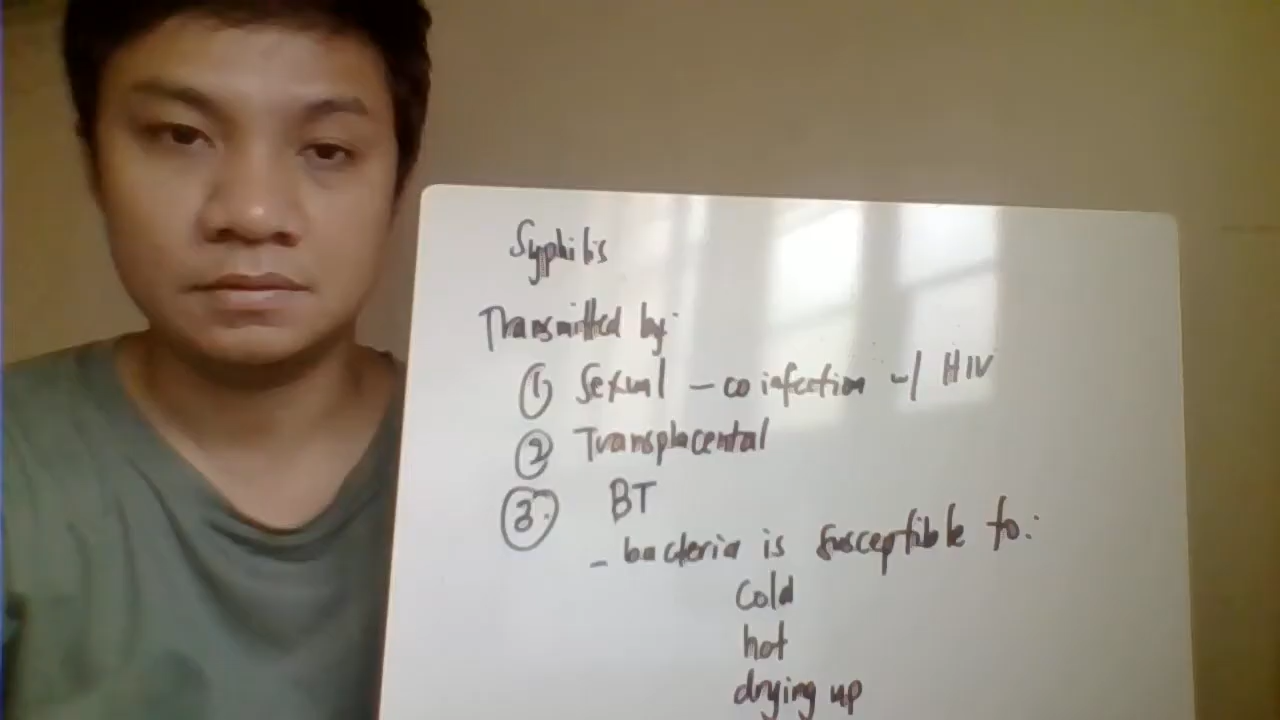 Syphilis
Transmitted by:
① Sexual - co infection w/ HIV
② Transplacental
③. BT
- bacteria is susceptible to:
Cold
hot
drying up